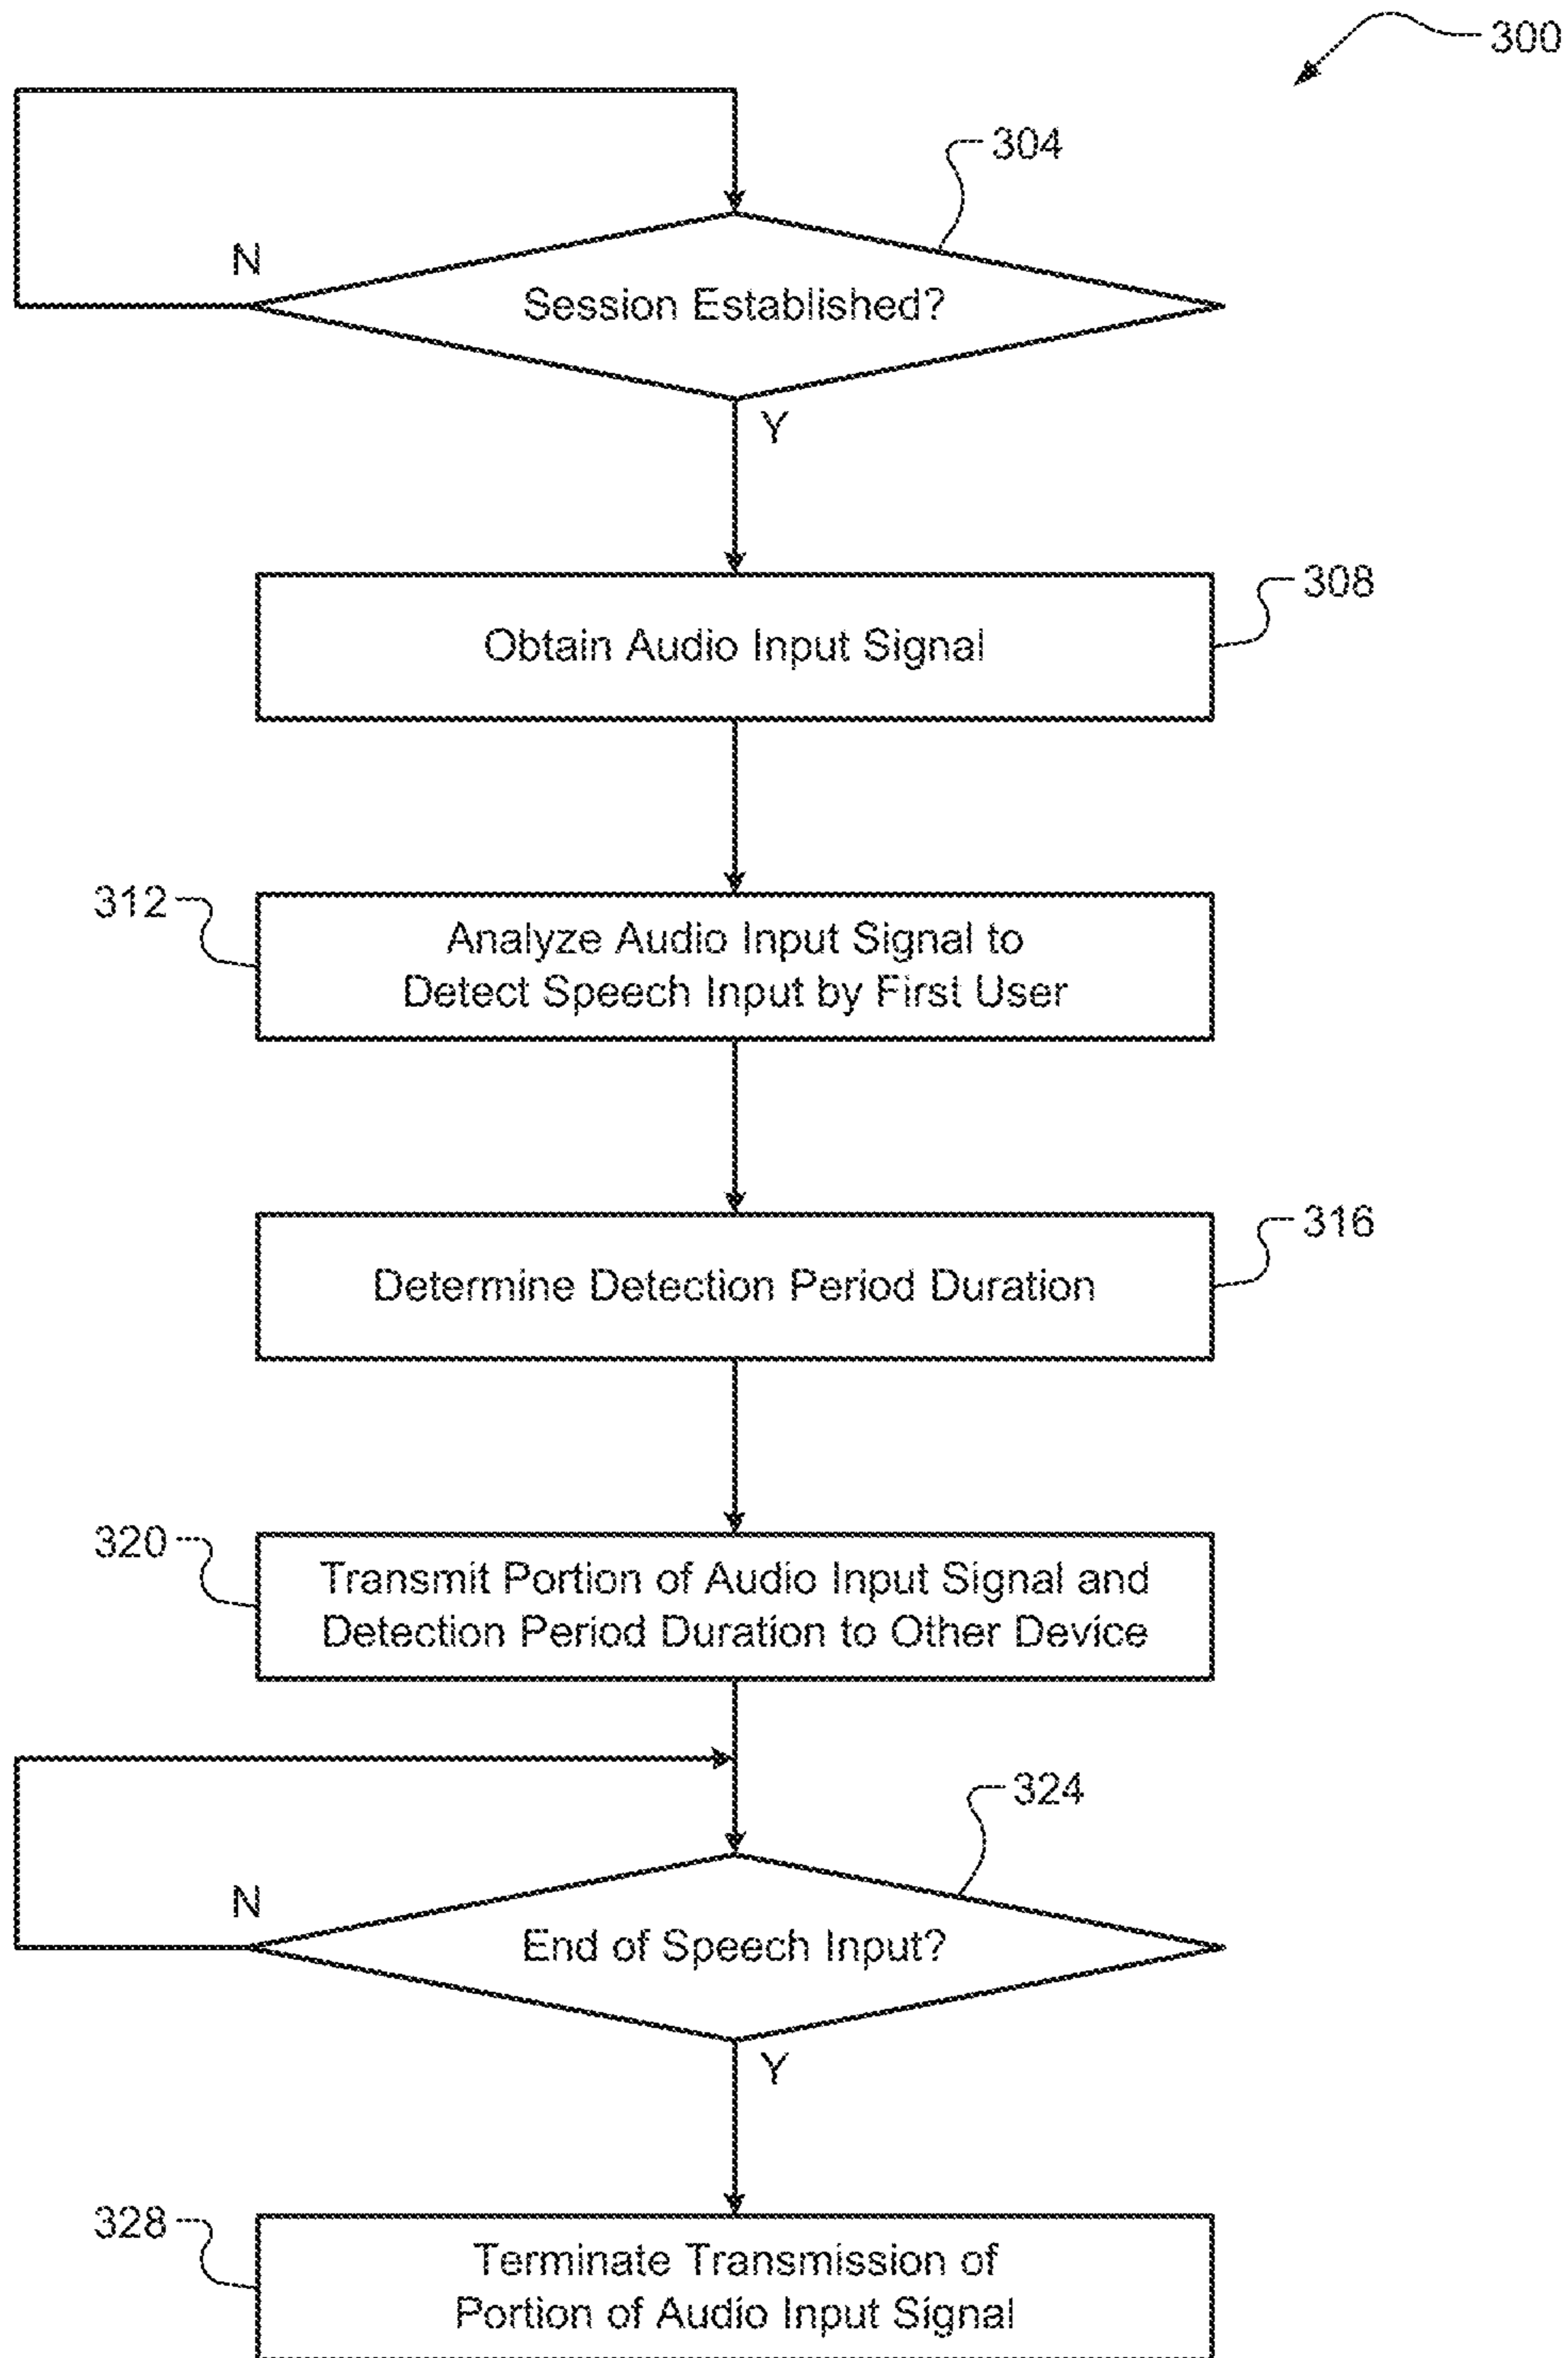 300
304
N
Session Established?
Y
308
Obtain Audio Input Signal
312
Analyze Audio Input Signal to
Detect Speech Input by First User
316
Determine Detection Period Duration
320
Transmit Portion of Audio Input Signal and
Detection Period Duration to Other Device
324
N
End of Speech Input?
Y
328
Terminate Transmission of
Portion of Audio Input Signal